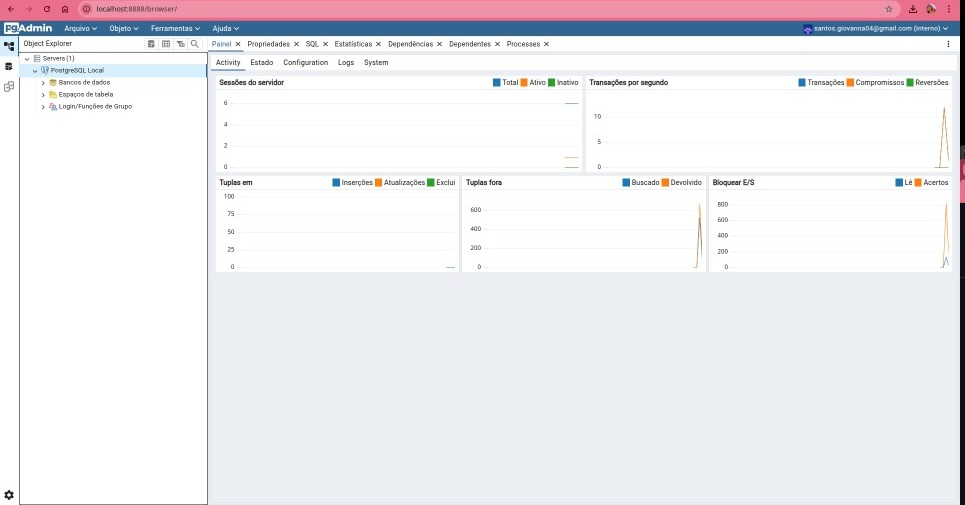 localhost:8888/browser/
pgAdmin Arquivo Objeto Ferramentas Ajuda santos.giovanna04@gmail.com (interno)
Object Explorer
Painel Propriedades SQL Estatísticas Dependências Dependentes Processes
Servers (1)
PostgreSQL Local
Bancos de dados
Espaços de tabela
Login/Funções de Grupo
Activity Estado Configuration Logs System
Sessões do servidor Total Ativo Inativo
6
4
2
0
Transações por segundo Transações Compromissos Reversões
10
5
0
Tuplas em Inserções Atualizações Exclui
100
75
50
25
0
Tuplas fora Buscado Devolvido
600
400
200
0
Bloquear E/S Lê Acertos
800
600
400
200
0